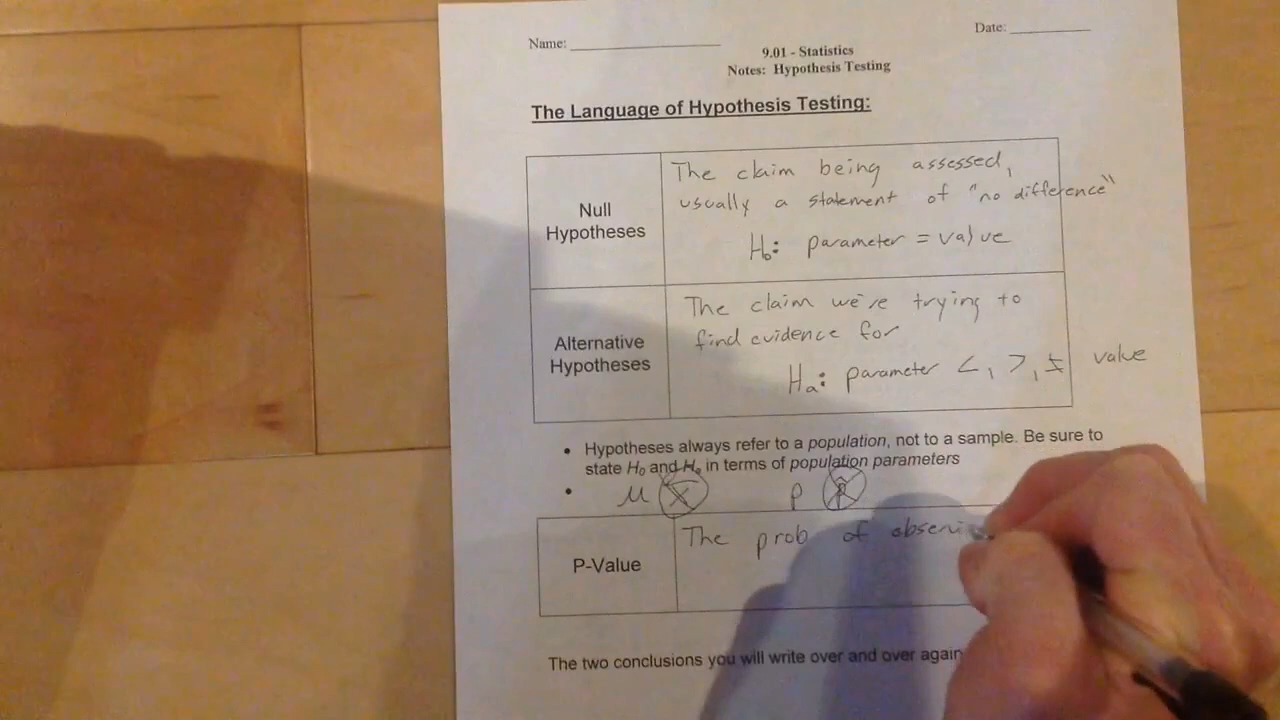 Name: ____________ Date: ________
9.01 - Statistics
Notes: Hypothesis Testing
The Language of Hypothesis Testing:
Null
Hypotheses
The claim being assessed,
usually a statement of "no difference"
H₀: parameter = value
Alternative
Hypotheses
The claim we're trying to
find evidence for
Hₐ: parameter <, >, ≠ value
• Hypotheses always refer to a population, not to a sample. Be sure to
state H₀ and Hₐ in terms of population parameters
• μ x̄ p p̂
P-Value
The prob of observi
The two conclusions you will write over and over again